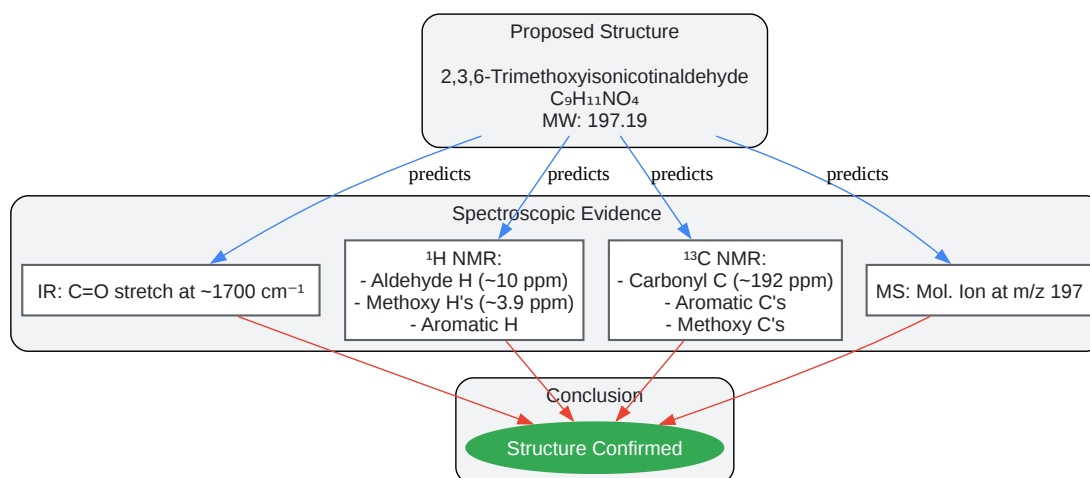 Proposed Structure
2,3,6-Trimethoxyisonicotinaldehyde
C₉H₁₁NO₄
MW: 197.19
predicts
predicts
predicts
predicts
Spectroscopic Evidence
IR: C=O stretch at ~1700 cm⁻¹
¹H NMR:
- Aldehyde H (~10 ppm)
- Methoxy H's (~3.9 ppm)
- Aromatic H
¹³C NMR:
- Carbonyl C (~192 ppm)
- Aromatic C's
- Methoxy C's
MS: Mol. Ion at m/z 197
Conclusion
Structure Confirmed